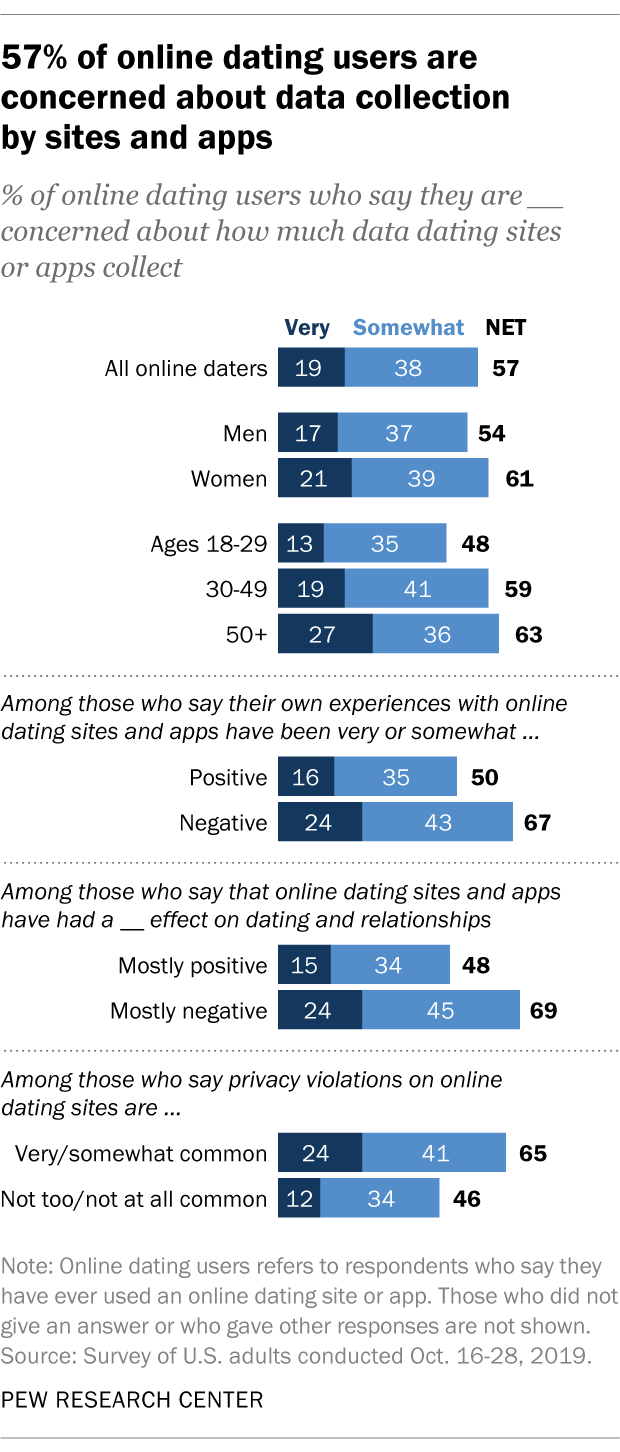 57% of online dating users are
concerned about data collection
by sites and apps
% of online dating users who say they are __
concerned about how much data dating sites
or apps collect
Very Somewhat NET
All online daters 19 38 57
Men 17 37 54
Women 21 39 61
Ages 18-29 13 35 48
30-49 19 41 59
50+ 27 36 63
Among those who say their own experiences with online
dating sites and apps have been very or somewhat ...
Positive 16 35 50
Negative 24 43 67
Among those who say that online dating sites and apps
have had a __ effect on dating and relationships
Mostly positive 15 34 48
Mostly negative 24 45 69
Among those who say privacy violations on online
dating sites are ...
Very/somewhat common 24 41 65
Not too/not at all common 12 34 46
Note: Online dating users refers to respondents who say they
have ever used an online dating site or app. Those who did not
give an answer or who gave other responses are not shown.
Source: Survey of U.S. adults conducted Oct. 16-28, 2019.
PEW RESEARCH CENTER